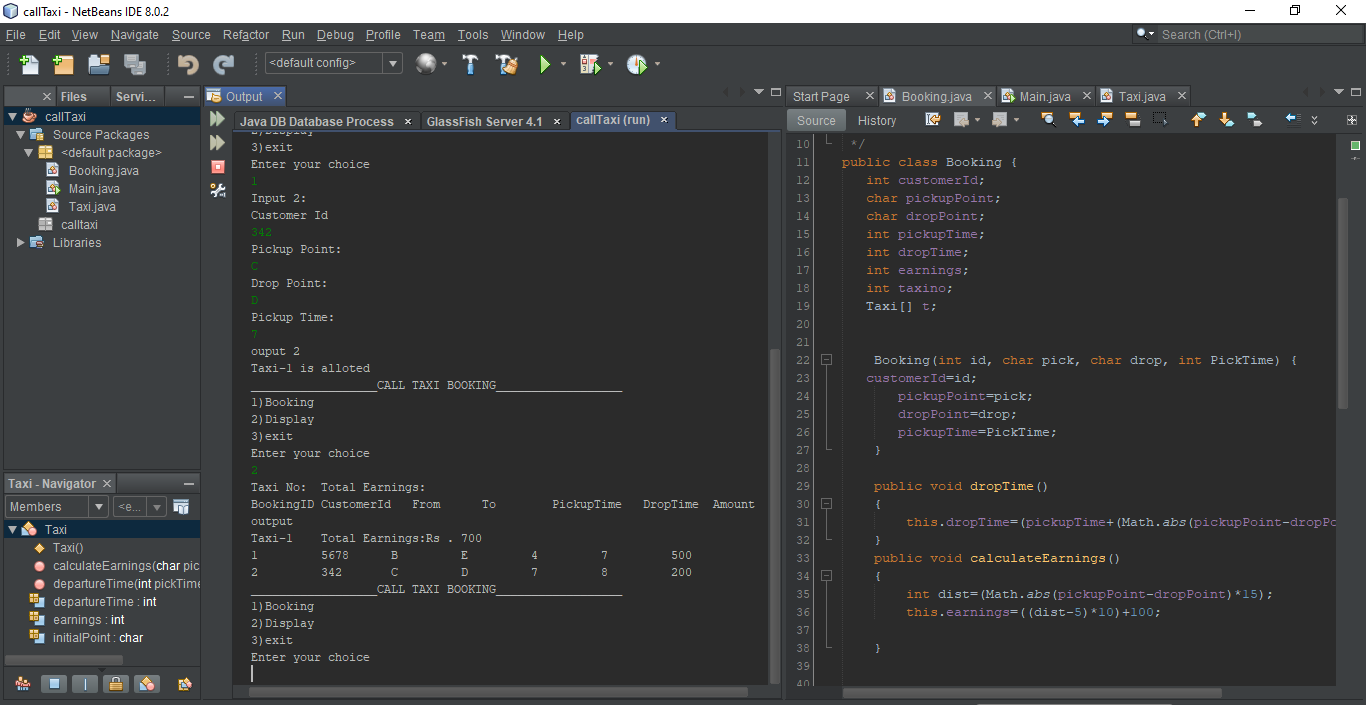 callTaxi - NetBeans IDE 8.0.2
File Edit View Navigate Source Refactor Run Debug Profile Team Tools Window Help
Search (Ctrl+I)
<default config>
Files Servi...
callTaxi
Source Packages
<default package>
Booking.java
Main.java
Taxi.java
calltaxi
Libraries
Taxi - Navigator
Members <e...
Taxi
Taxi()
calculateEarnings(char pic
departureTime(int pickTime
departureTime : int
earnings : int
initialPoint : char
Output
Java DB Database Process GlassFish Server 4.1 callTaxi (run)
2)Display
3)exit
Enter your choice
1
Input 2:
Customer Id
342
Pickup Point:
C
Drop Point:
D
Pickup Time:
7
ouput 2
Taxi-1 is alloted
__________________CALL TAXI BOOKING__________________
1)Booking
2)Display
3)exit
Enter your choice
2
Taxi No: Total Earnings:
BookingID CustomerId From To PickupTime DropTime Amount
output
Taxi-1 Total Earnings:Rs . 700
1 5678 B E 4 7 500
2 342 C D 7 8 200
__________________CALL TAXI BOOKING__________________
1)Booking
2)Display
3)exit
Enter your choice
Start Page Booking.java Main.java Taxi.java
Source History
10 */
11 public class Booking {
12 int customerId;
13 char pickupPoint;
14 char dropPoint;
15 int pickupTime;
16 int dropTime;
17 int earnings;
18 int taxino;
19 Taxi[] t;
20
21
22 Booking(int id, char pick, char drop, int PickTime) {
23 customerId=id;
24 pickupPoint=pick;
25 dropPoint=drop;
26 pickupTime=PickTime;
27 }
28
29 public void dropTime()
30 {
31 this.dropTime=(pickupTime+(Math.abs(pickupPoint-dropPo
32 }
33 public void calculateEarnings()
34 {
35 int dist=(Math.abs(pickupPoint-dropPoint)*15);
36 this.earnings=((dist-5)*10)+100;
37
38 }
39
40